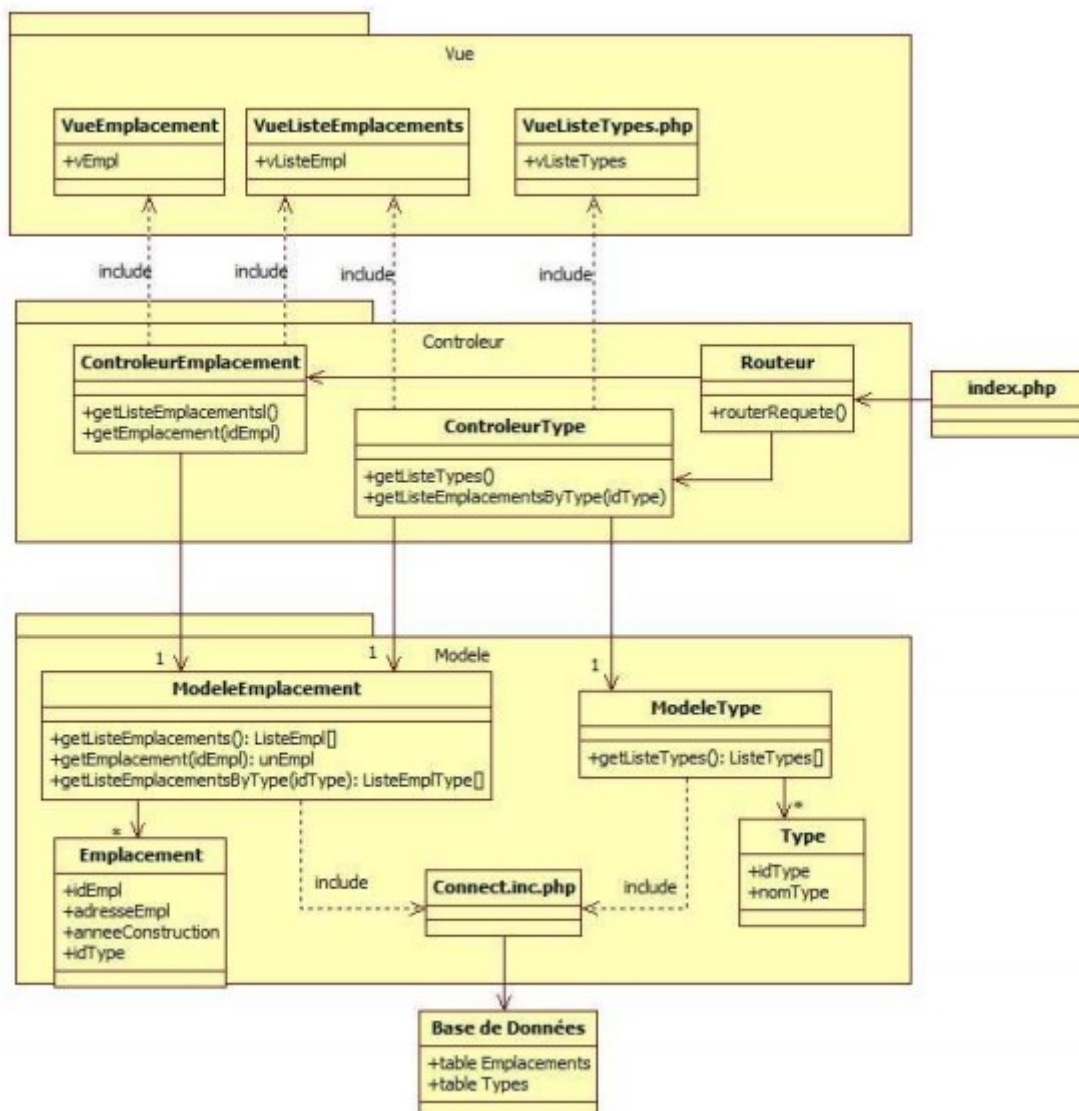 Vue
VueEmplacement
+vEmpl
VueListeEmplacements
+vListeEmpl
VueListeTypes.php
+vListeTypes
include
include
include
include
Controleur
ControleurEmplacement
+getListeEmplacementsl()
+getEmplacement(idEmpl)
ControleurType
+getListeTypes()
+getListeEmplacementsByType(idType)
Routeur
+routerRequete()
index.php
1
1
1
Modele
ModeleEmplacement
+getListeEmplacements(): ListeEmpl[]
+getEmplacement(idEmpl): unEmpl
+getListeEmplacementsByType(idType): ListeEmplType[]
ModeleType
+getListeTypes(): ListeTypes[]
*
*
Emplacement
+idEmpl
+adresseEmpl
+anneeConstruction
+idType
include
Connect.inc.php
include
Type
+idType
+nomType
Base de Données
+table Emplacements
+table Types